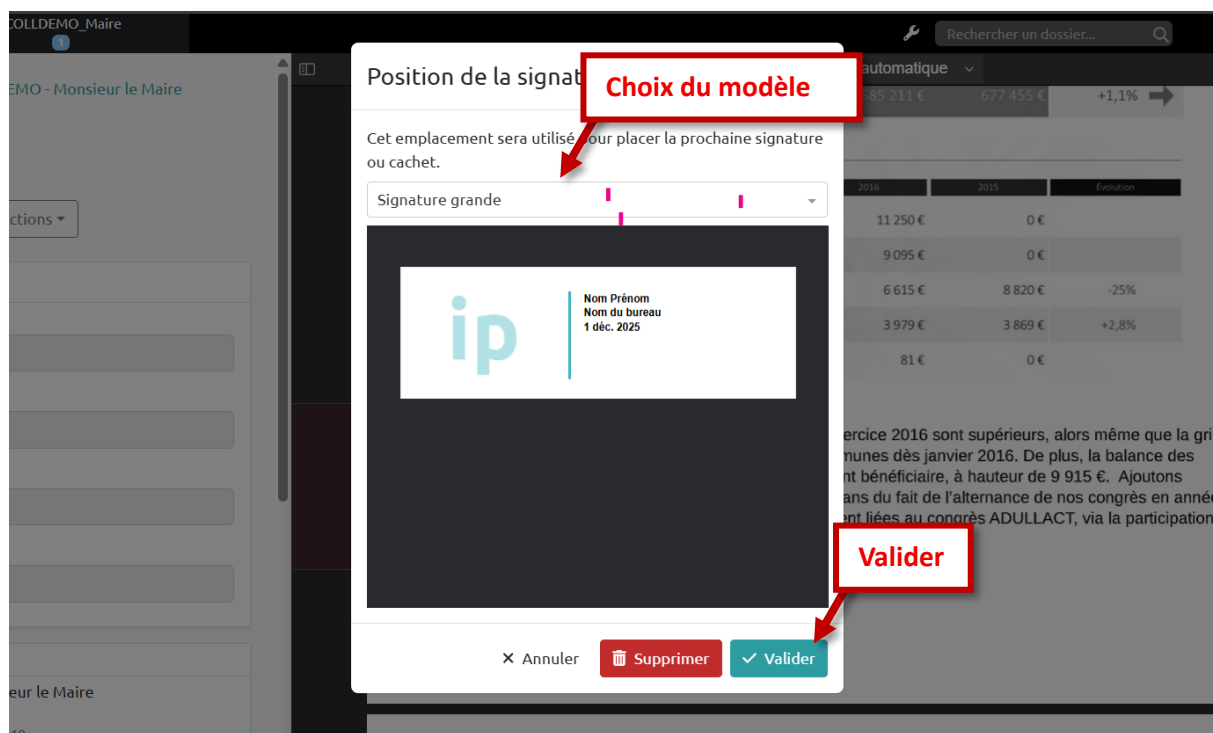 COLLDEMO_Maire
1
Rechercher un dossier...
EMO - Monsieur le Maire
ctions
Position de la signat
Choix du modèle
Cet emplacement sera utilisé pour placer la prochaine signature
ou cachet.
Signature grande
ip
Nom Prénom
Nom du bureau
1 déc. 2025
Annuler
Supprimer
Valider
Valider
automatique
685 211 € 677 455 € +1,1%
2016 2015 Évolution
11 250 € 0 €
9 095 € 0 €
6 615 € 8 820 € -25%
3 979 € 3 869 € +2,8%
81 € 0 €
ercice 2016 sont supérieurs, alors même que la gri
munes dès janvier 2016. De plus, la balance des
nt bénéficiaire, à hauteur de 9 915 €. Ajoutons
ans du fait de l'alternance de nos congrès en anné
ent liées au congrès ADULLACT, via la participation
eur le Maire